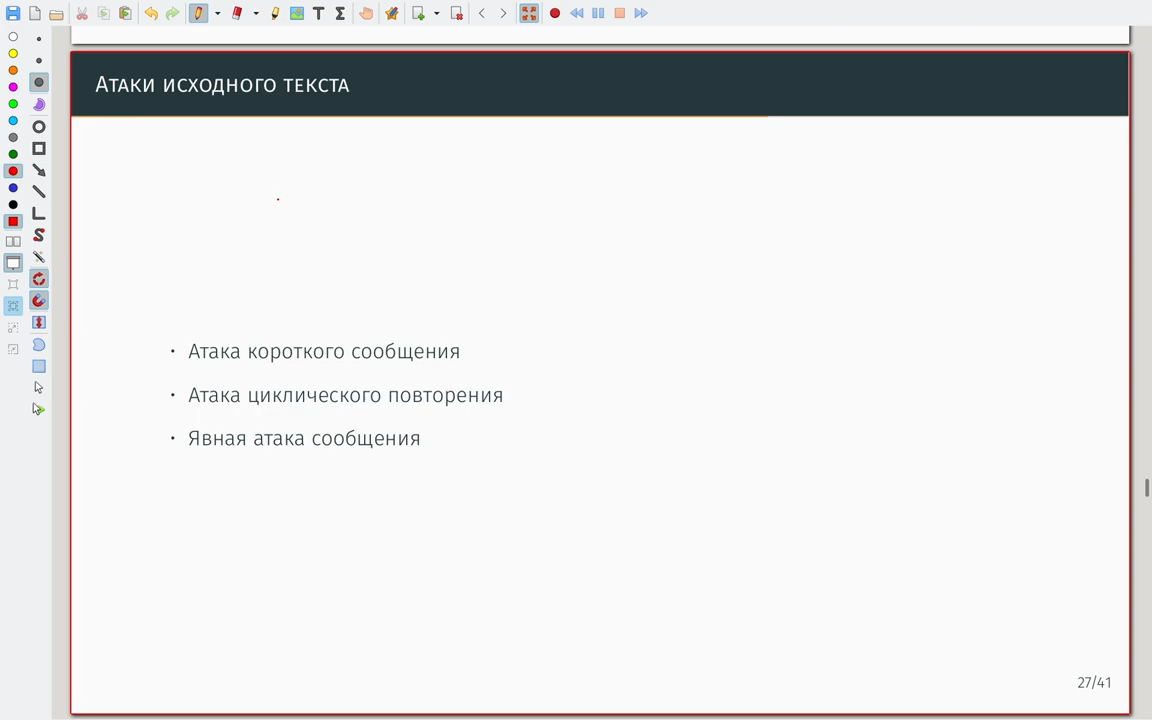 Атаки исходного текста
• Атака короткого сообщения
• Атака циклического повторения
• Явная атака сообщения
27/41